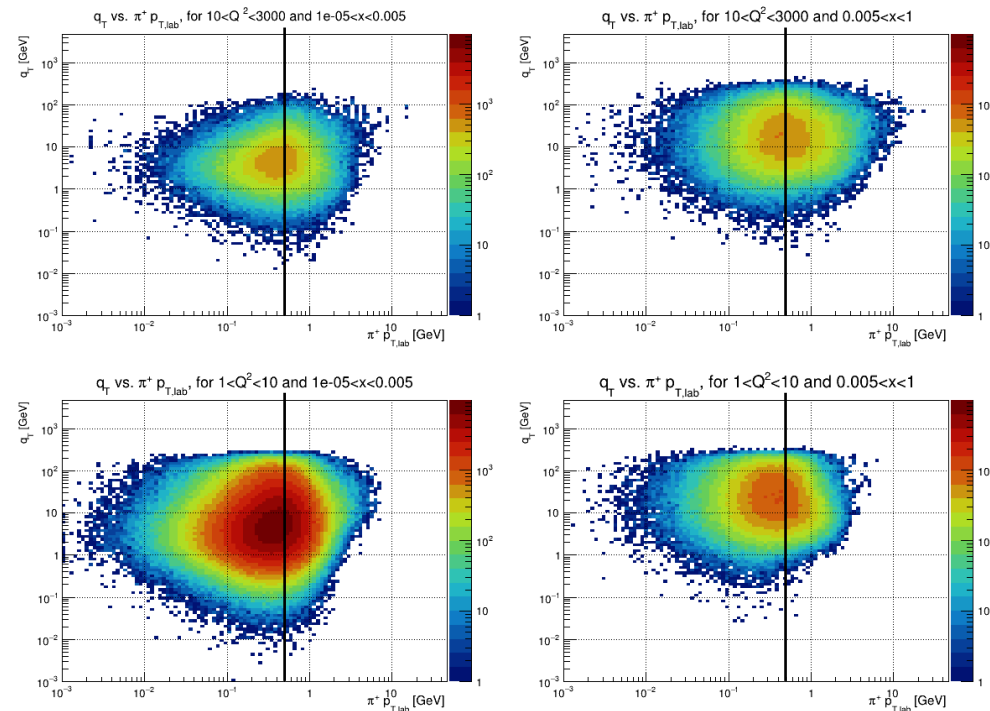 q_T vs. π⁺ p_T,lab, for 10<Q²<3000 and 1e-05<x<0.005
q_T [GeV]
10³
10²
10
1
10⁻¹
10⁻²
10⁻³
10⁻³ 10⁻² 10⁻¹ 1 10
π⁺ p_T,lab [GeV]
10³
10²
10
1
q_T vs. π⁺ p_T,lab, for 10<Q²<3000 and 0.005<x<1
q_T [GeV]
10³
10²
10
1
10⁻¹
10⁻²
10⁻³
10⁻³ 10⁻² 10⁻¹ 1 10
π⁺ p_T,lab [GeV]
10
10
1
q_T vs. π⁺ p_T,lab, for 1<Q²<10 and 1e-05<x<0.005
q_T [GeV]
10³
10²
10
1
10⁻¹
10⁻²
10⁻³
10⁻³ 10⁻² 10⁻¹ 1 10
π⁺ p_T,lab [GeV]
10³
10²
10
1
q_T vs. π⁺ p_T,lab, for 1<Q²<10 and 0.005<x<1
q_T [GeV]
10³
10²
10
1
10⁻¹
10⁻²
10⁻³
10⁻³ 10⁻² 10⁻¹ 1 10
π⁺ p_T,lab [GeV]
10
10
1